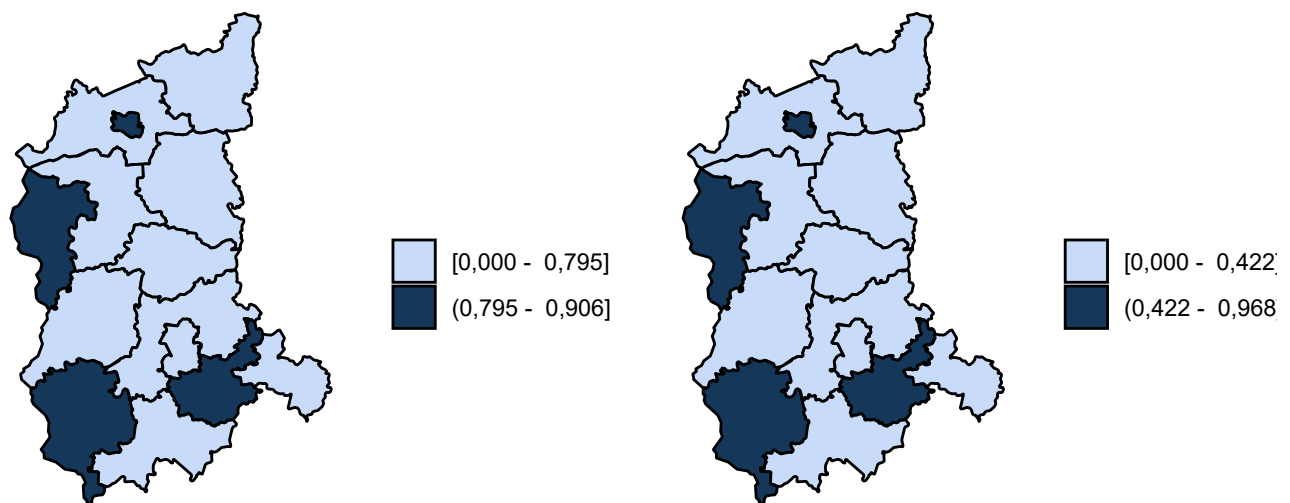 [0,000 -  0,795]
(0,795 -  0,906]
[0,000 -  0,422]
(0,422 -  0,968]